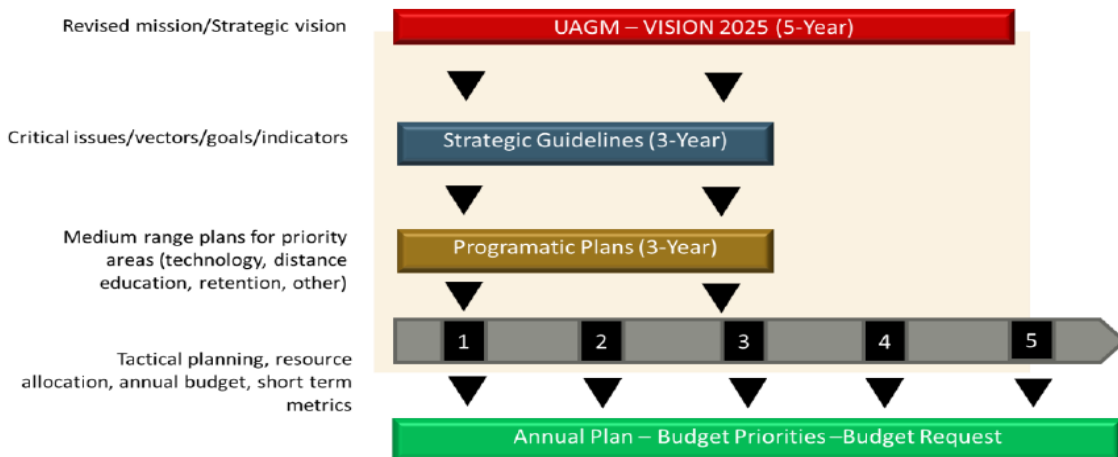 Revised mission/Strategic vision
UAGM – VISION 2025 (5-Year)
Critical issues/vectors/goals/indicators
Strategic Guidelines (3-Year)
Medium range plans for priority
areas (technology, distance
education, retention, other)
Programatic Plans (3-Year)
1 2 3 4 5
Tactical planning, resource
allocation, annual budget, short term
metrics
Annual Plan – Budget Priorities –Budget Request